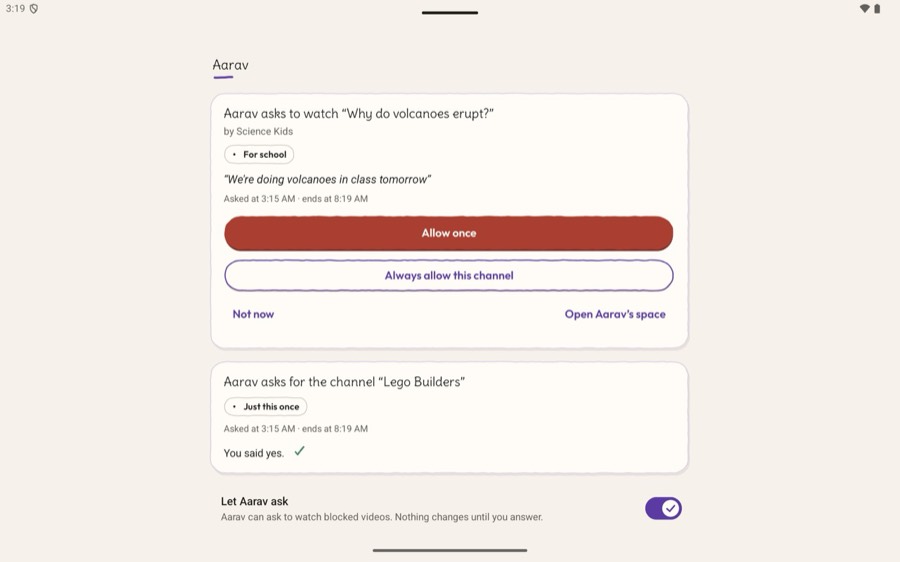 3:19
Aarav
Aarav asks to watch “Why do volcanoes erupt?”
by Science Kids
• For school
“We're doing volcanoes in class tomorrow”
Asked at 3:15 AM · ends at 8:19 AM
Allow once
Always allow this channel
Not now
Open Aarav's space
Aarav asks for the channel “Lego Builders”
• Just this once
Asked at 3:15 AM · ends at 8:19 AM
You said yes.
Let Aarav ask
Aarav can ask to watch blocked videos. Nothing changes until you answer.